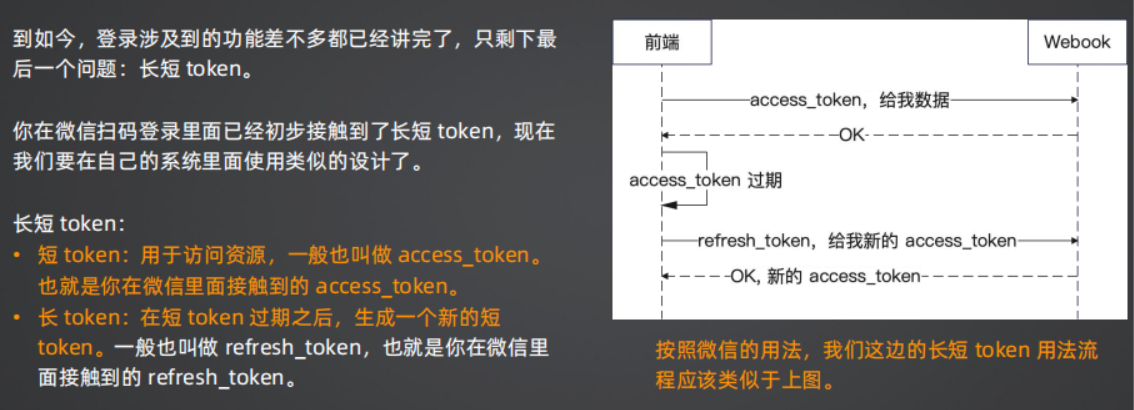 到如今，登录涉及到的功能差不多都已经讲完了，只剩下最
后一个问题：长短 token。
你在微信扫码登录里面已经初步接触到了长短 token，现在
我们要在自己的系统里面使用类似的设计了。
长短 token：
• 短 token：用于访问资源，一般也叫做 access_token。
也就是你在微信里面接触到的 access_token。
• 长 token：在短 token 过期之后，生成一个新的短
token。一般也叫做 refresh_token，也就是你在微信里
面接触到的 refresh_token。
前端
Webook
access_token，给我数据
OK
access_token 过期
refresh_token，给我新的 access_token
OK, 新的 access_token
按照微信的用法，我们这边的长短 token 用法流
程应该类似于上图。